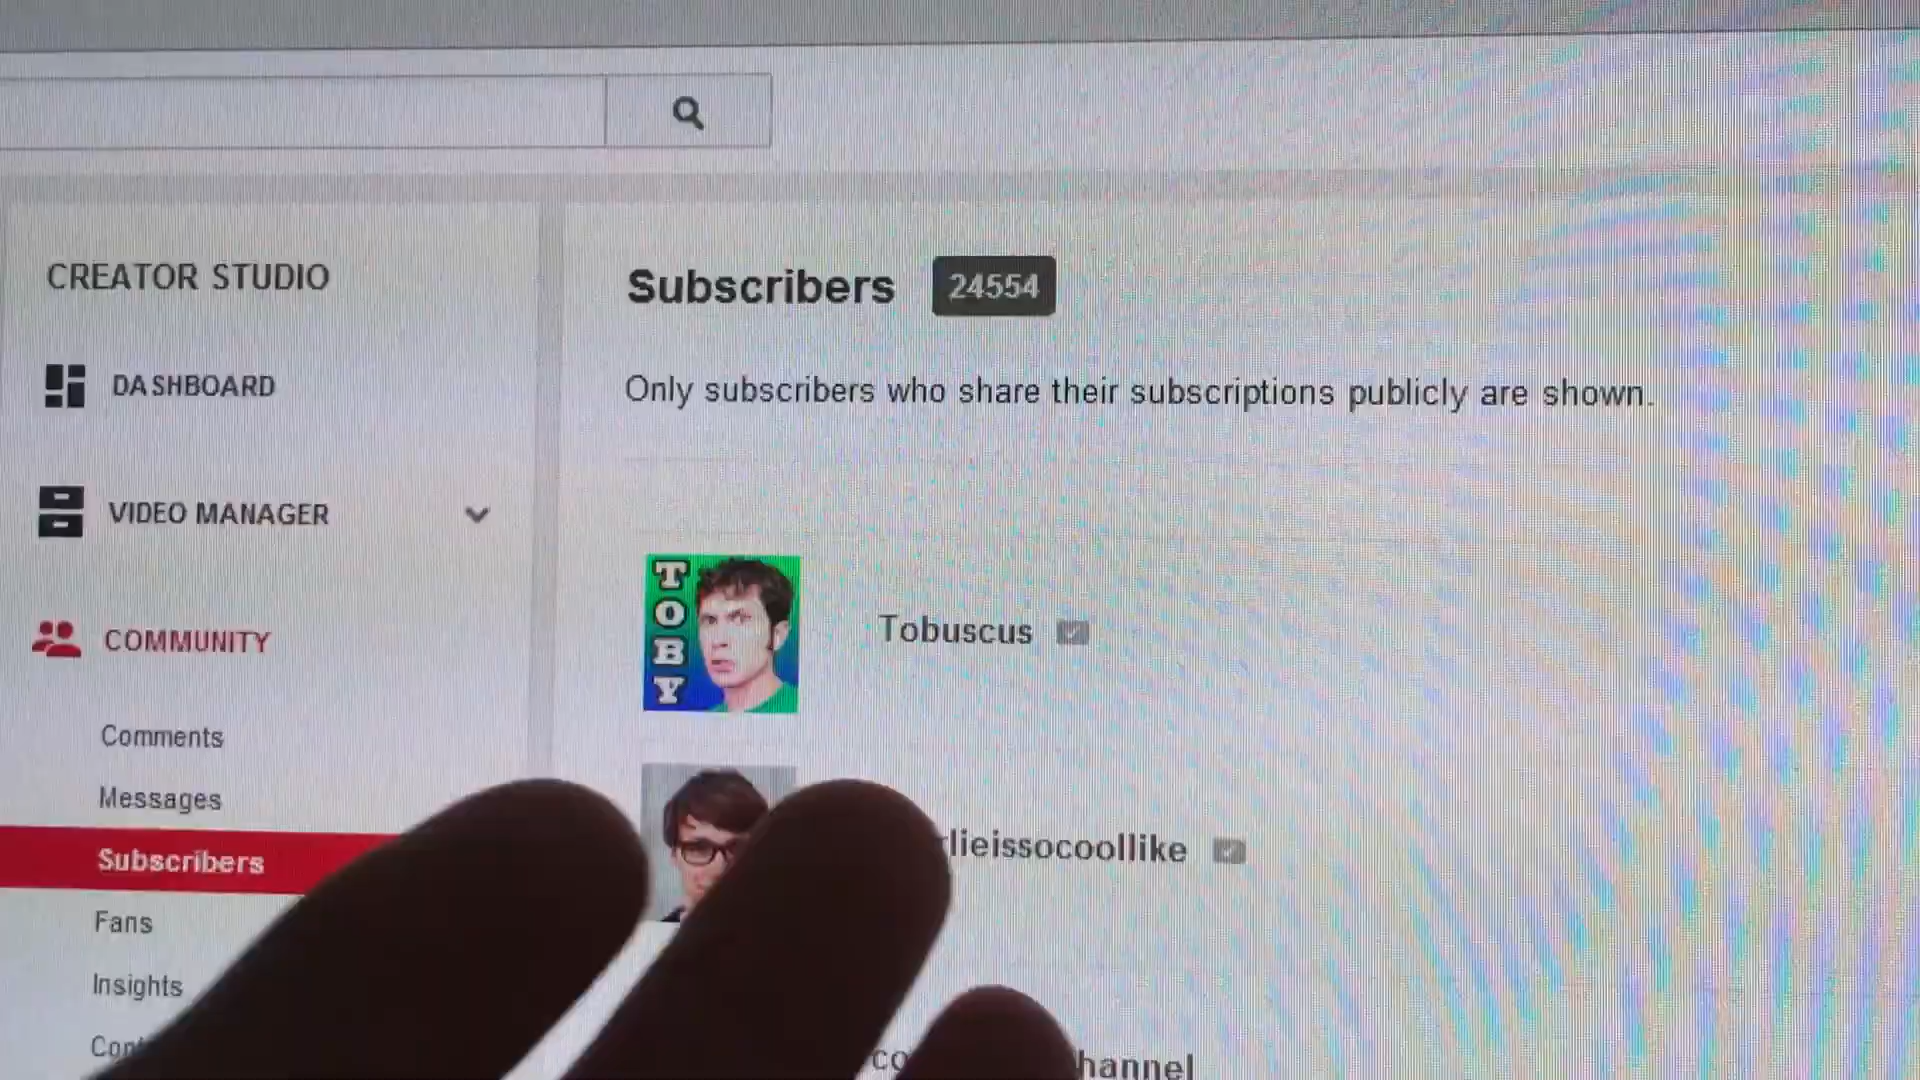 CREATOR STUDIO
DASHBOARD
VIDEO MANAGER
COMMUNITY
Comments
Messages
Subscribers
Fans
Insights
Subscribers 24554
Only subscribers who share their subscriptions publicly are shown.
TOBY
Tobuscus
lieissocoollike
hannel